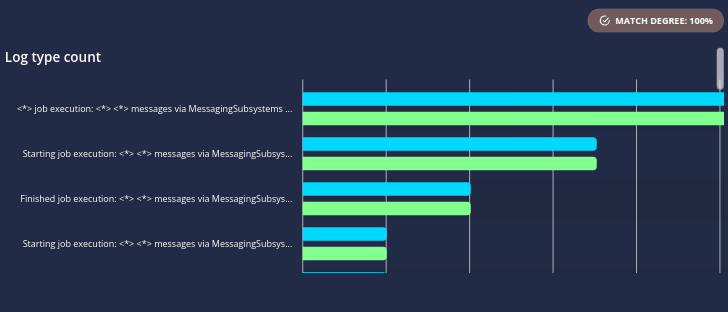 MATCH DEGREE: 100%
Log type count
<*> job execution: <*> <*> messages via MessagingSubsystems ...
Starting job execution: <*> <*> messages via MessagingSubsys...
Finished job execution: <*> <*> messages via MessagingSubsys...
Starting job execution: <*> <*> messages via MessagingSubsys...